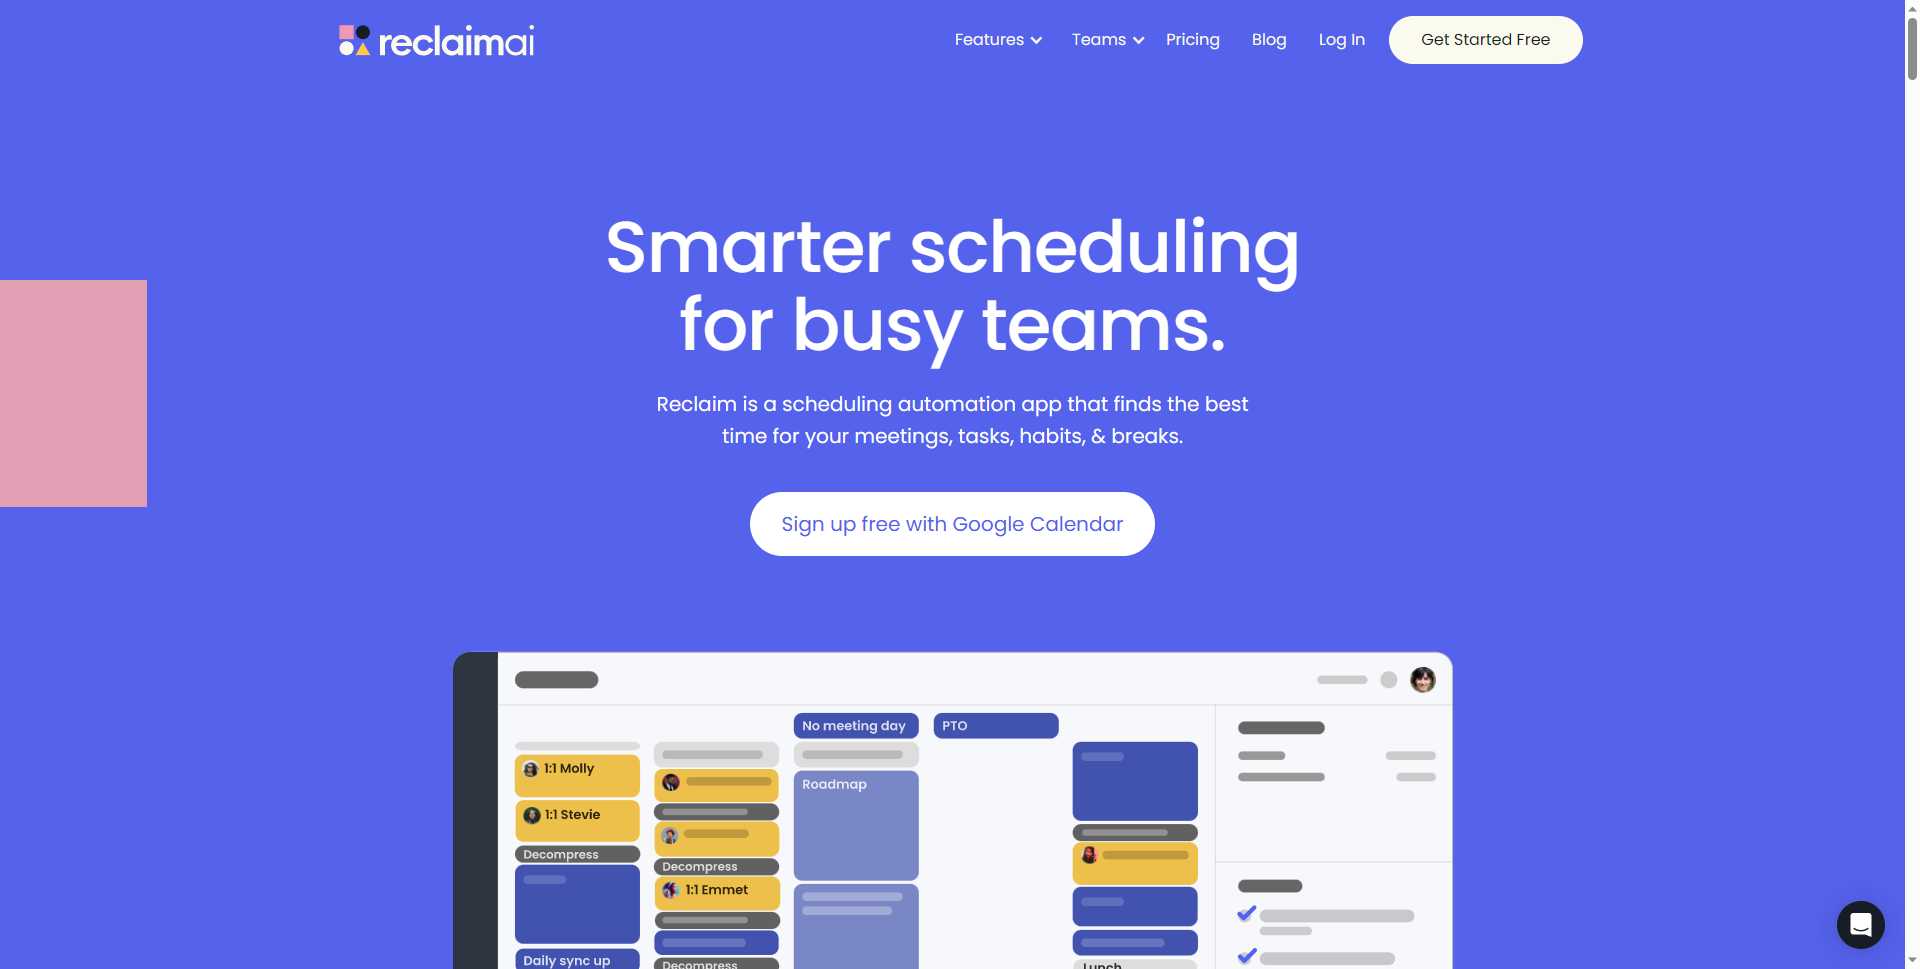 reclaimai
Features
Teams
Pricing
Blog
Log In
Get Started Free
Smarter scheduling
for busy teams.
Reclaim is a scheduling automation app that finds the best
time for your meetings, tasks, habits, & breaks.
Sign up free with Google Calendar
No meeting day
PTO
1:1 Molly
Roadmap
1:1 Stevie
Decompress
Decompress
1:1 Emmet
Daily sync up
Decompress
Lunch